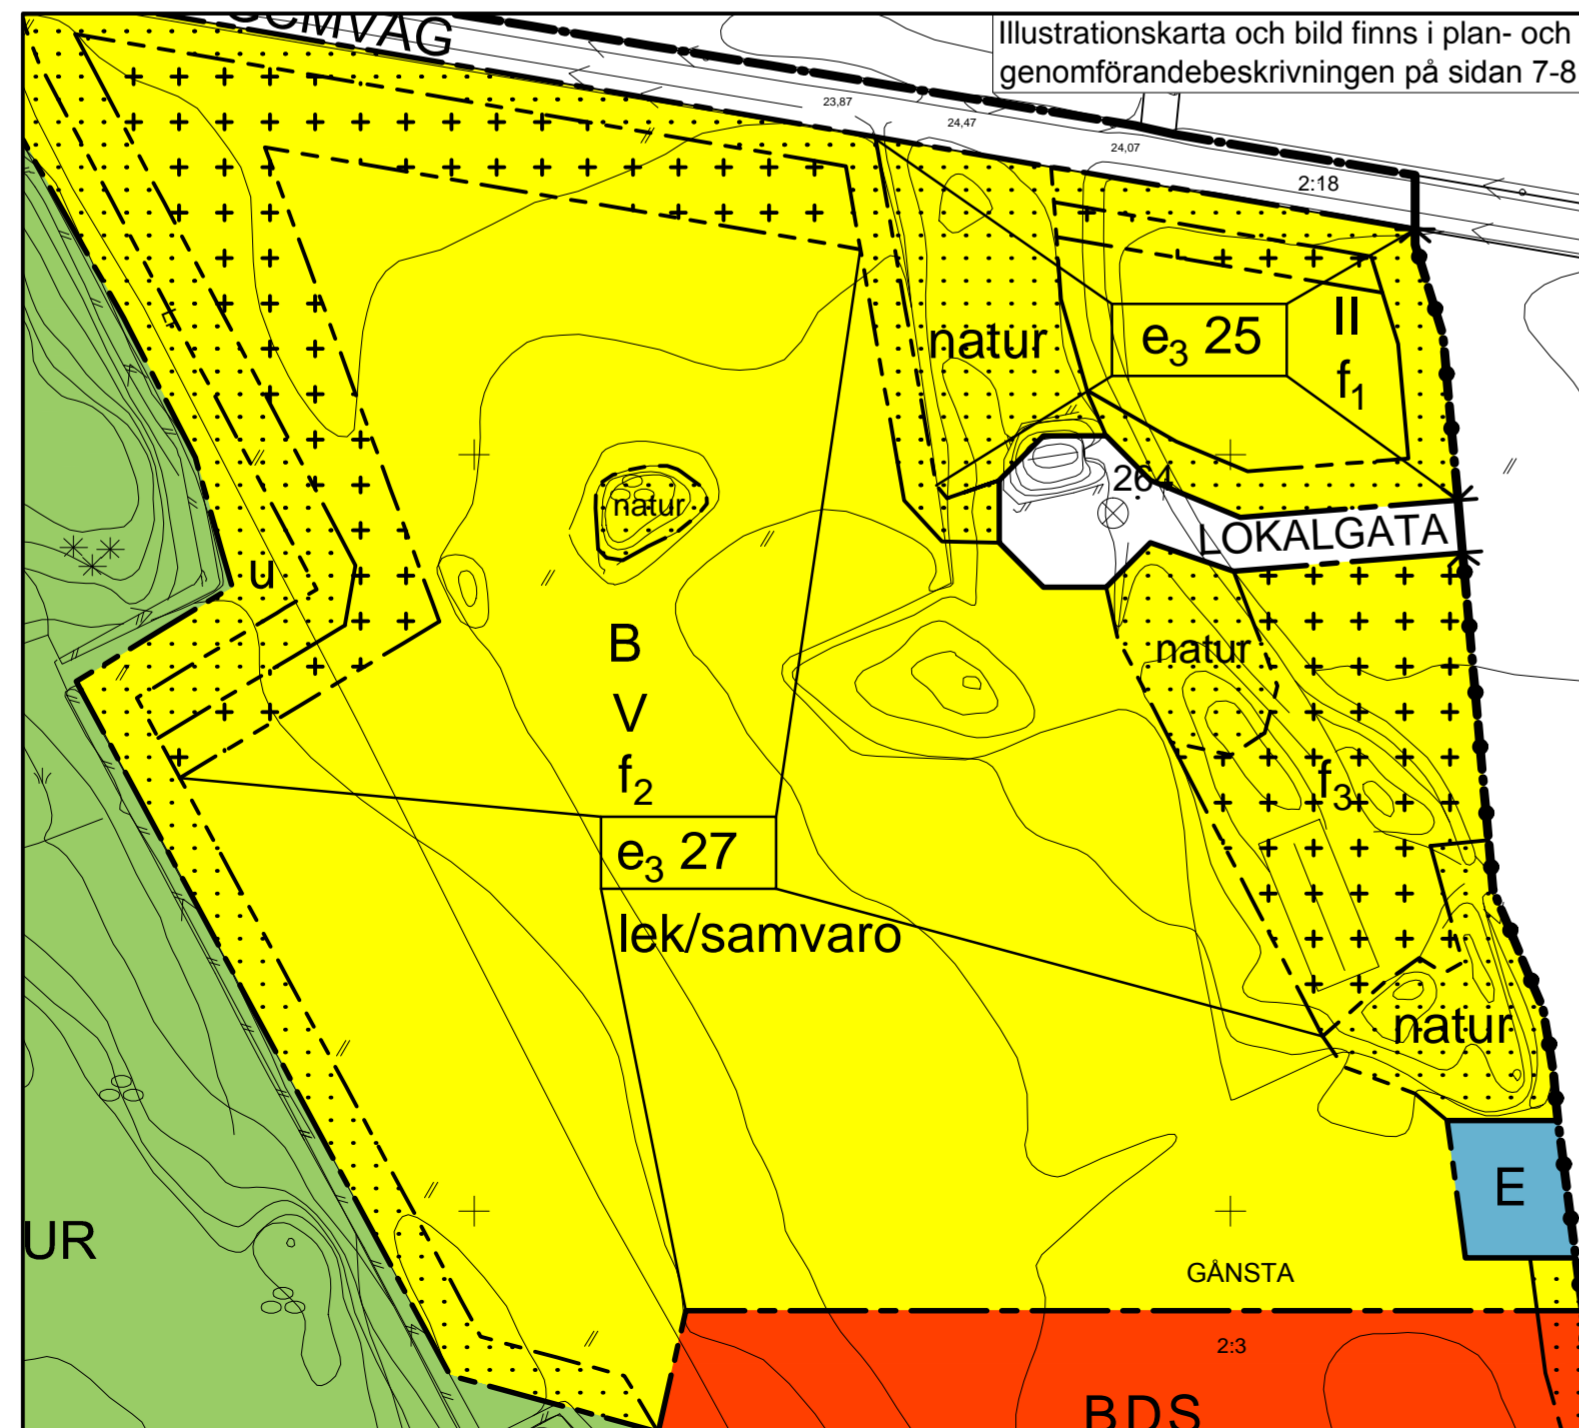 Illustrationskarta och bild finns i plan- och
genomförandebeskrivningen på sidan 7-8
23,87
24,47
24,07
2:18
natur
e3 25
II
f1
264
LOKALGATA
natur
u
B
V
f2
natur
f3
e3 27
lek/samvaro
natur
E
UR
GÅNSTA
2:3
BDS